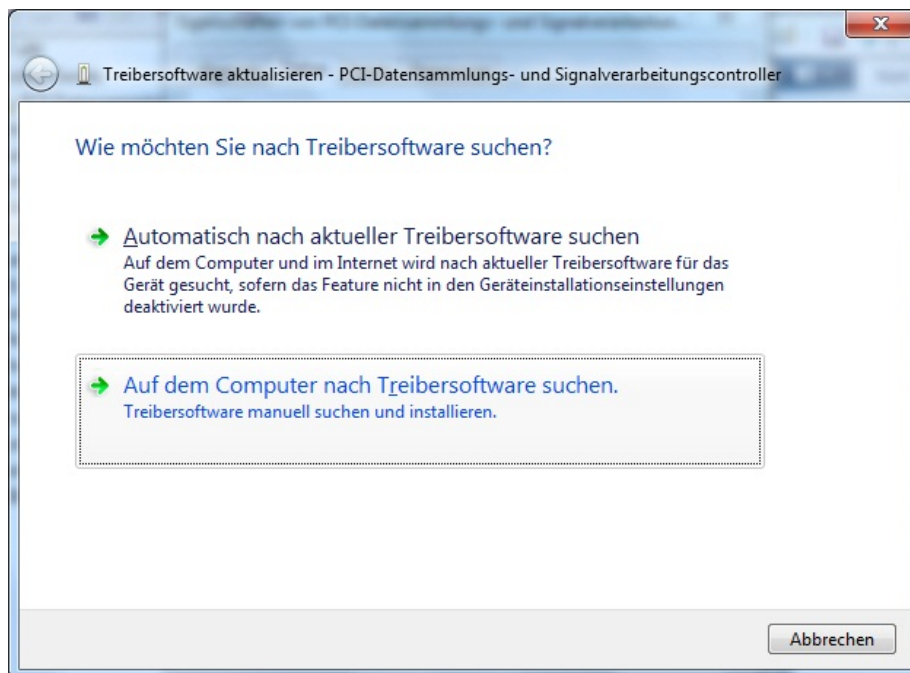 Treibersoftware aktualisieren - PCI-Datensammlungs- und Signalverarbeitungscontroller
Wie möchten Sie nach Treibersoftware suchen?
Automatisch nach aktueller Treibersoftware suchen
Auf dem Computer und im Internet wird nach aktueller Treibersoftware für das
Gerät gesucht, sofern das Feature nicht in den Geräteinstallationseinstellungen
deaktiviert wurde.
Auf dem Computer nach Treibersoftware suchen.
Treibersoftware manuell suchen und installieren.
Abbrechen